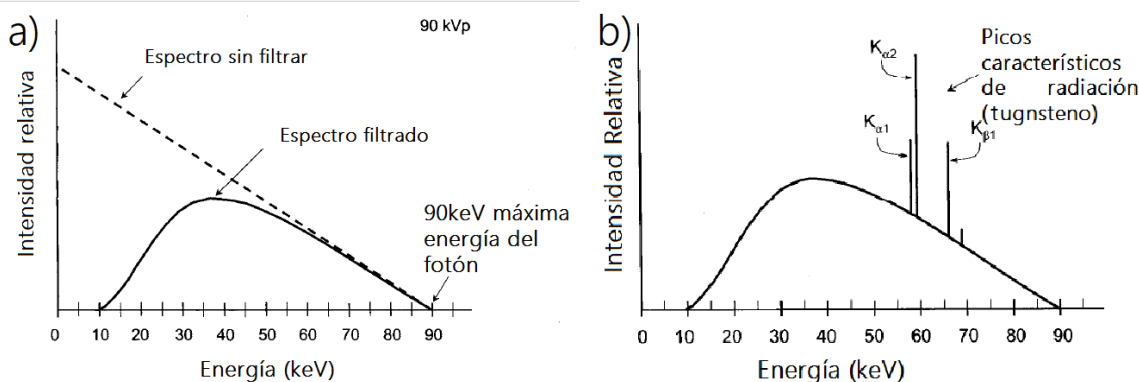 a)
90 kVp
Espectro sin filtrar
Espectro filtrado
90keV máxima
energía del
fotón
Intensidad relativa
0 10 20 30 40 50 60 70 80 90
Energía (keV)
b)
Kα2
Kα1
Kβ1
Picos
característicos
de radiación
(tugnsteno)
Intensidad Relativa
0 10 20 30 40 50 60 70 80 90
Energía (keV)